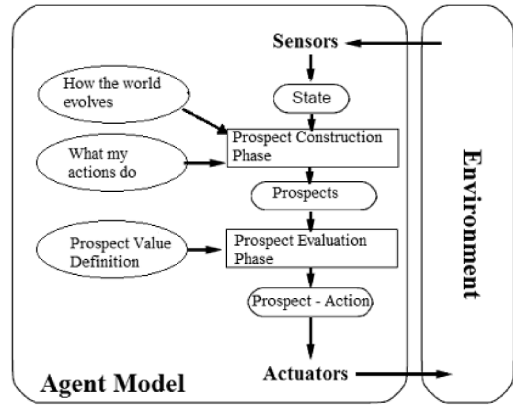 Sensors
How the world
evolves
State
Prospect Construction
Phase
What my
actions do
Prospects
Prospect Value
Definition
Prospect Evaluation
Phase
Prospect - Action
Actuators
Agent Model
Environment